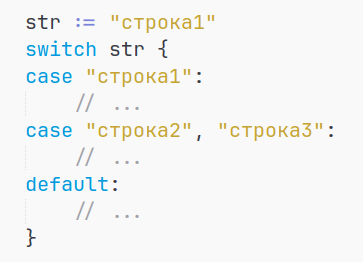 str := "строка1"
switch str {
case "строка1":
    // ...
case "строка2", "строка3":
    // ...
default:
    // ...
}